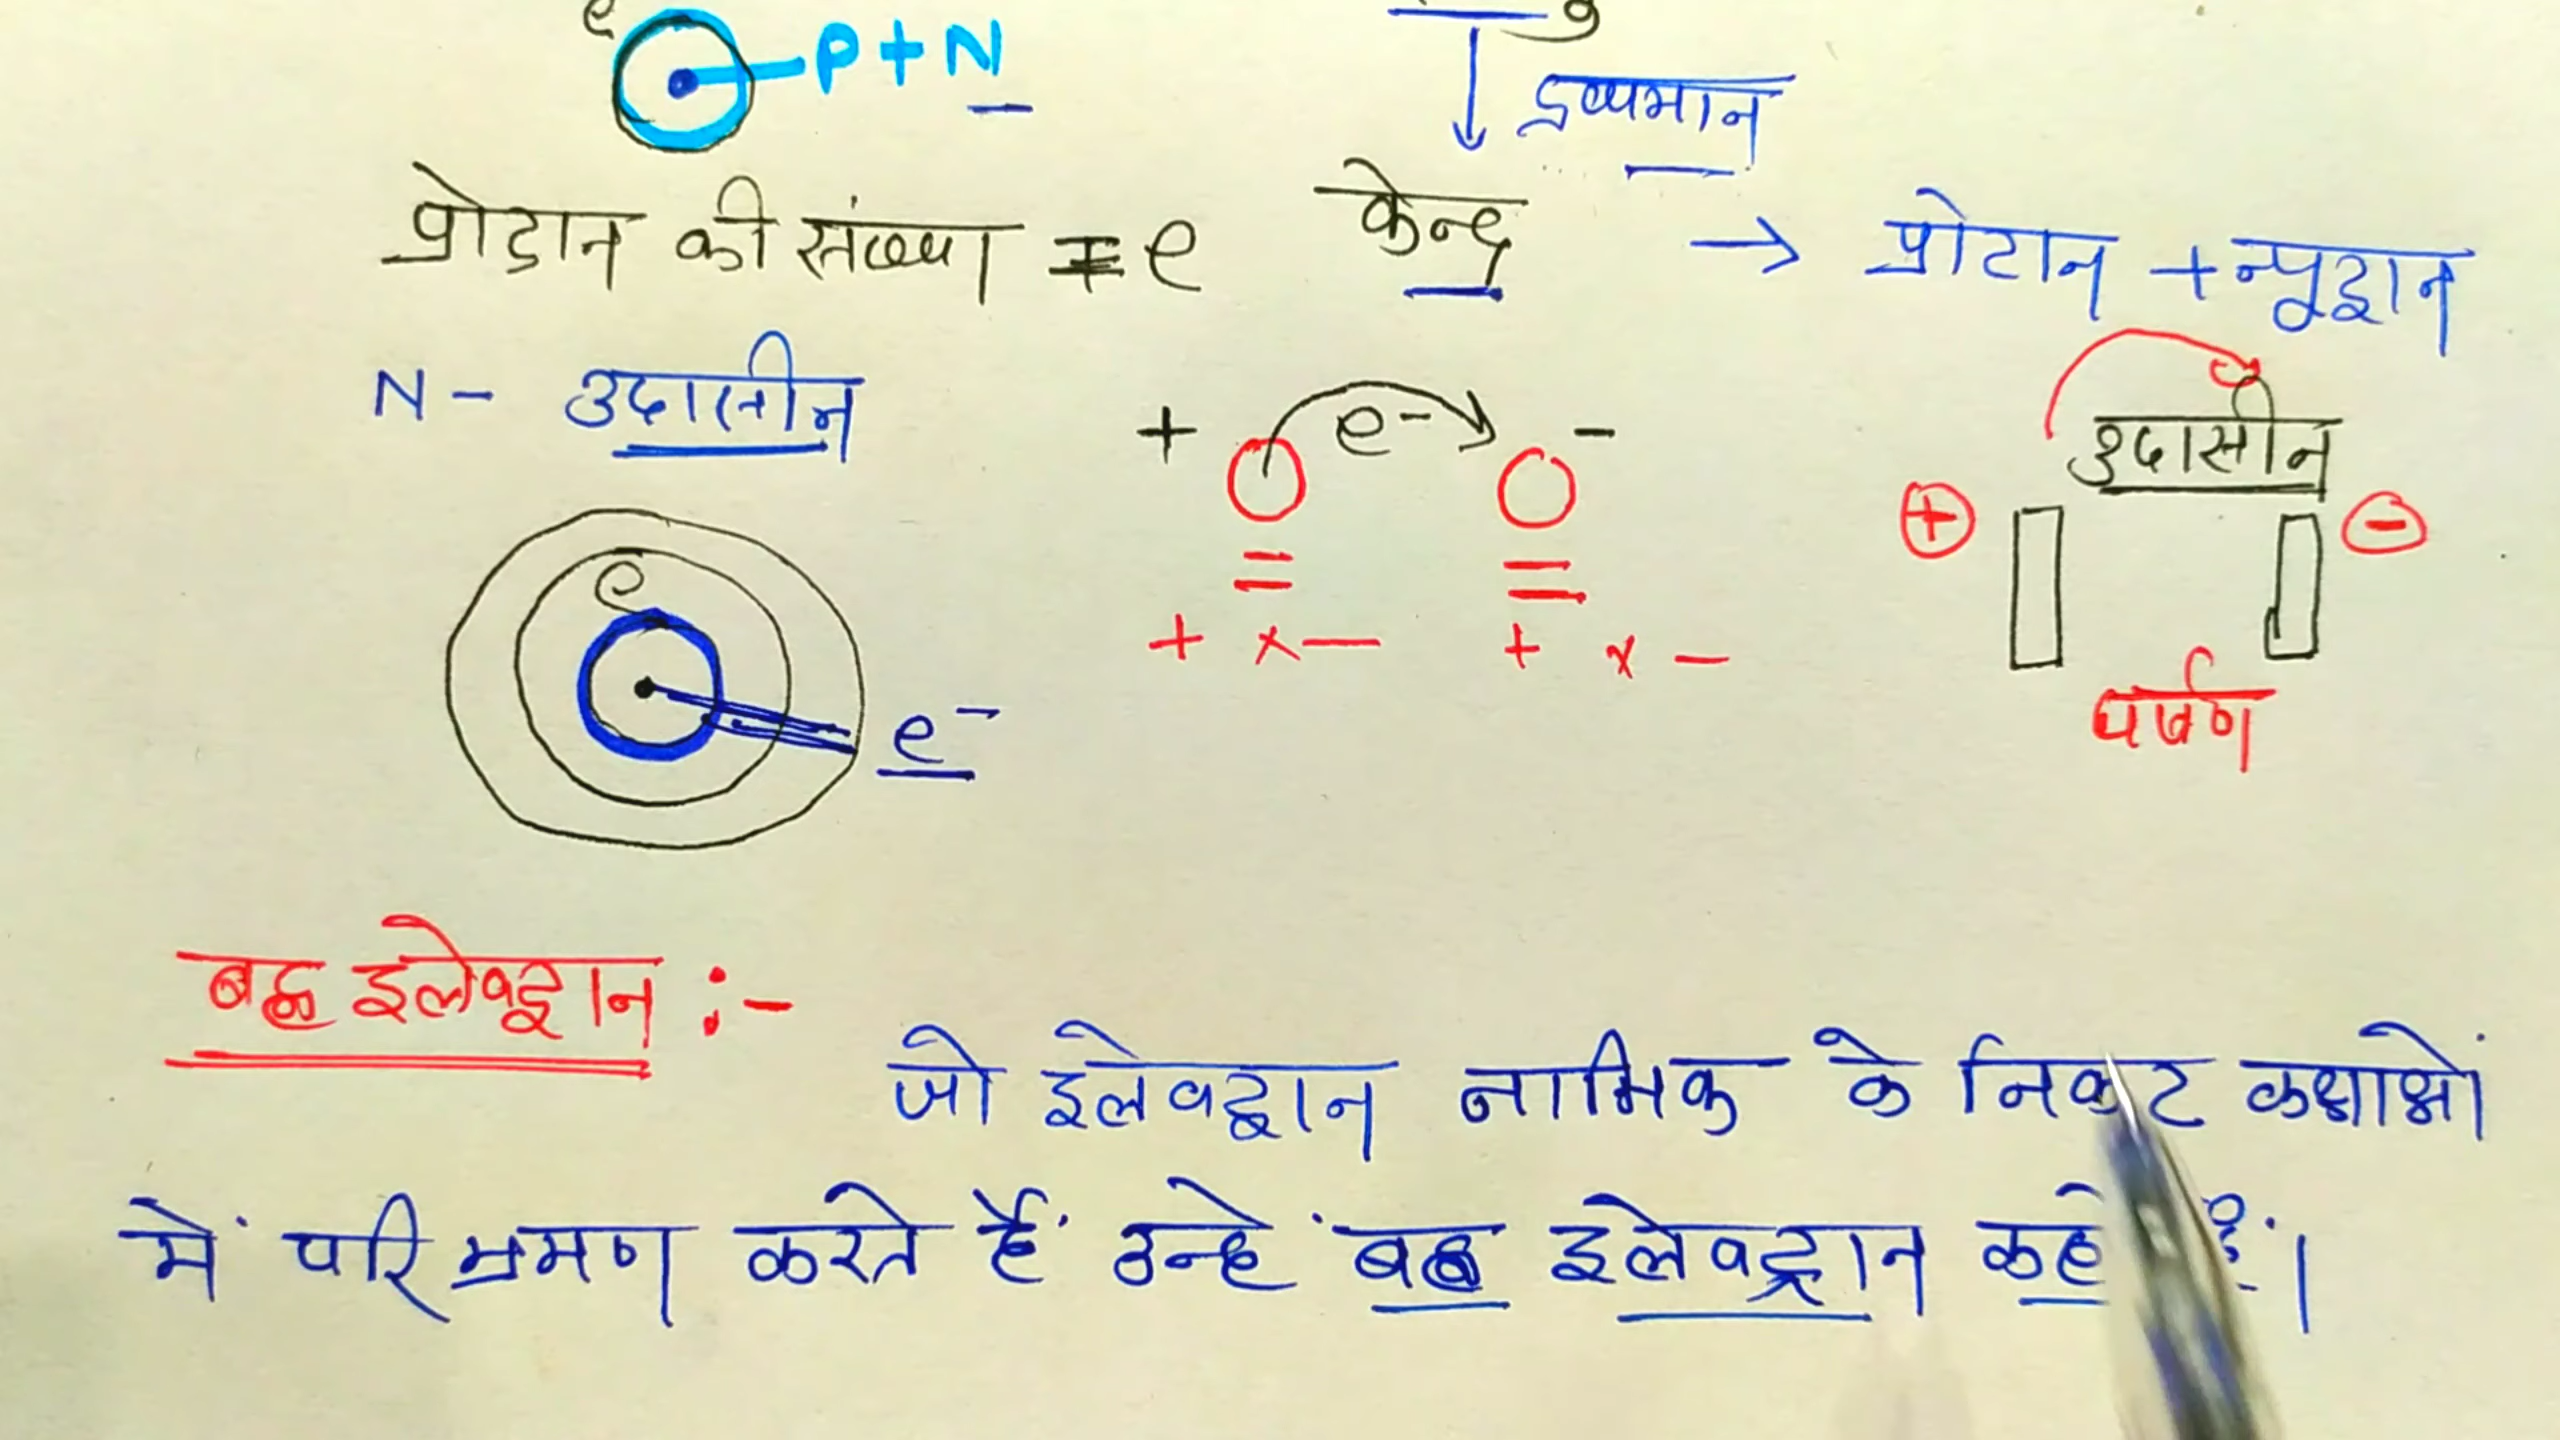 e P + N
↓ द्रव्यमान
प्रोटान की संख्या = e
केन्द्र → प्रोटान + न्यूट्रान
N - उदासीन
+ e⁻ -
उदासीन
+ -
e
=
=
+ × -
+ × -
घर्षण
e⁻
बद्ध इलेक्ट्रान :-
जो इलेक्ट्रान नाभिक के निकट कक्षाओं
में परिभ्रमण करते हैं उन्हें बद्ध इलेक्ट्रान कहते हैं।